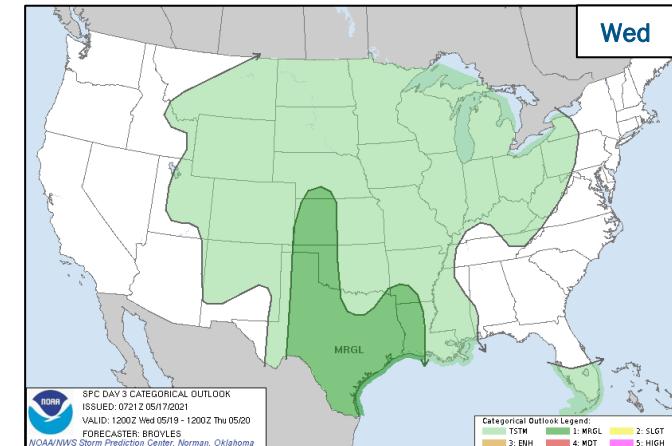 Wed
MRGL
NOAA
SPC DAY 3 CATEGORICAL OUTLOOK
ISSUED: 0721Z 05/17/2021
VALID: 1200Z Wed 05/19 - 1200Z Thu 05/20
FORECASTER: BROYLES
NOAA/NWS Storm Prediction Center, Norman, Oklahoma
Categorical Outlook Legend:
TSTM 1: MRGL 2: SLGT
3: ENH 4: MDT 5: HIGH